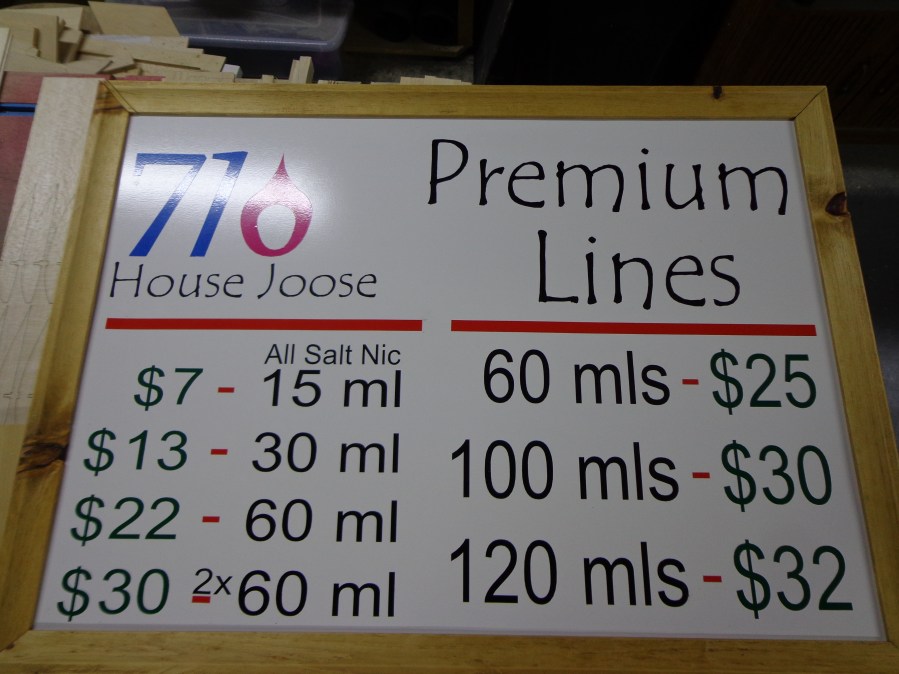 716
House Joose
All Salt Nic
$7 - 15 ml
$13 - 30 ml
$22 - 60 ml
$30 - 2x 60 ml
Premium
Lines
60 mls - $25
100 mls - $30
120 mls - $32